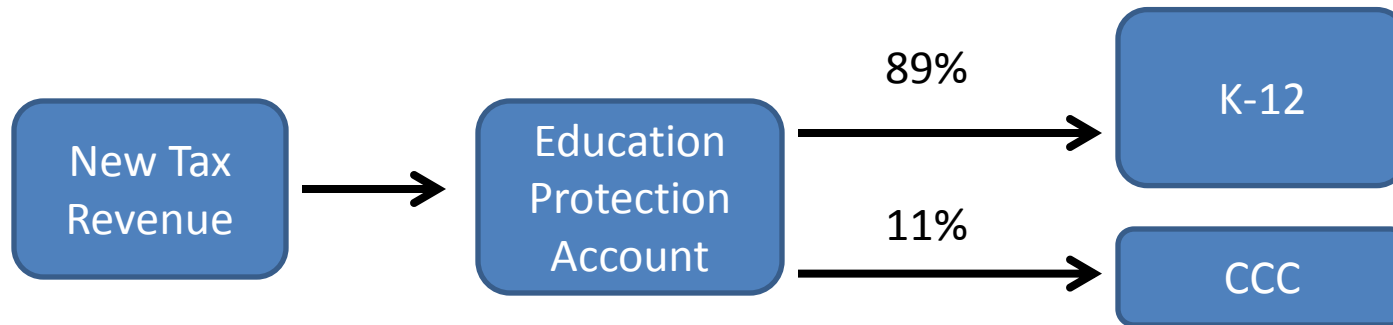 New Tax
Revenue
Education
Protection
Account
89%
K-12
11%
CCC